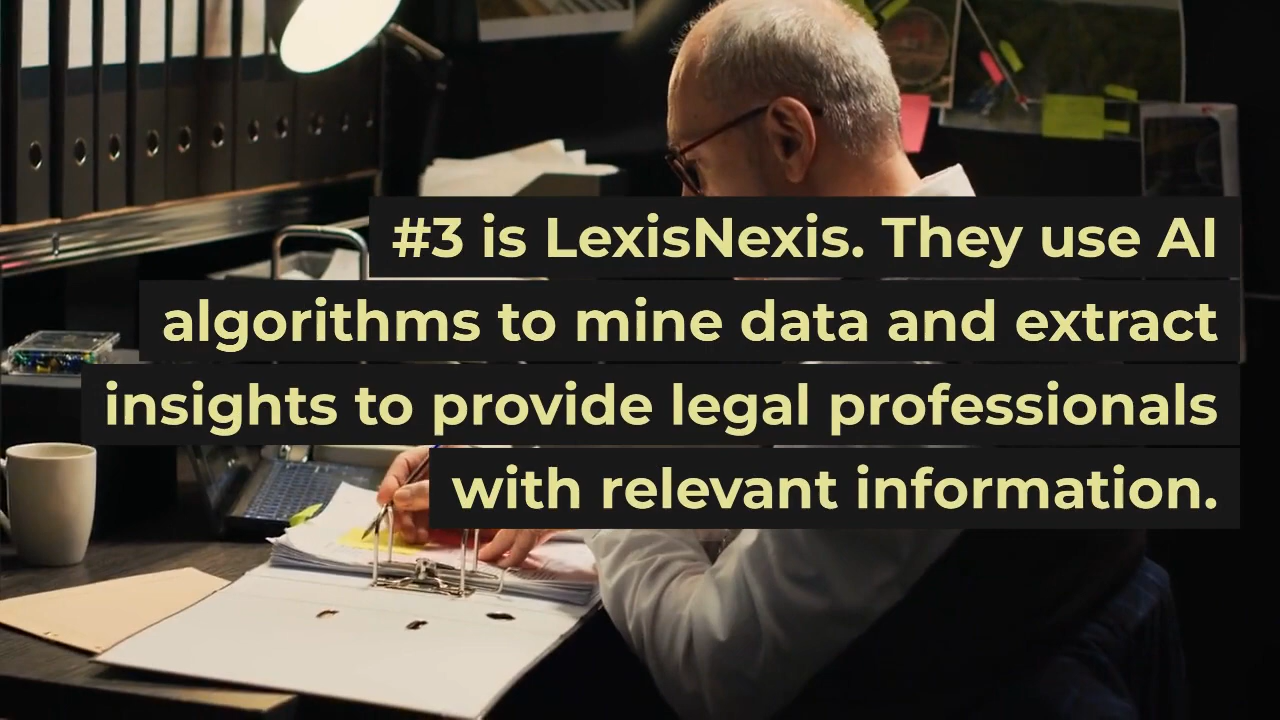 #3 is LexisNexis. They use AI
algorithms to mine data and extract
insights to provide legal professionals
with relevant information.